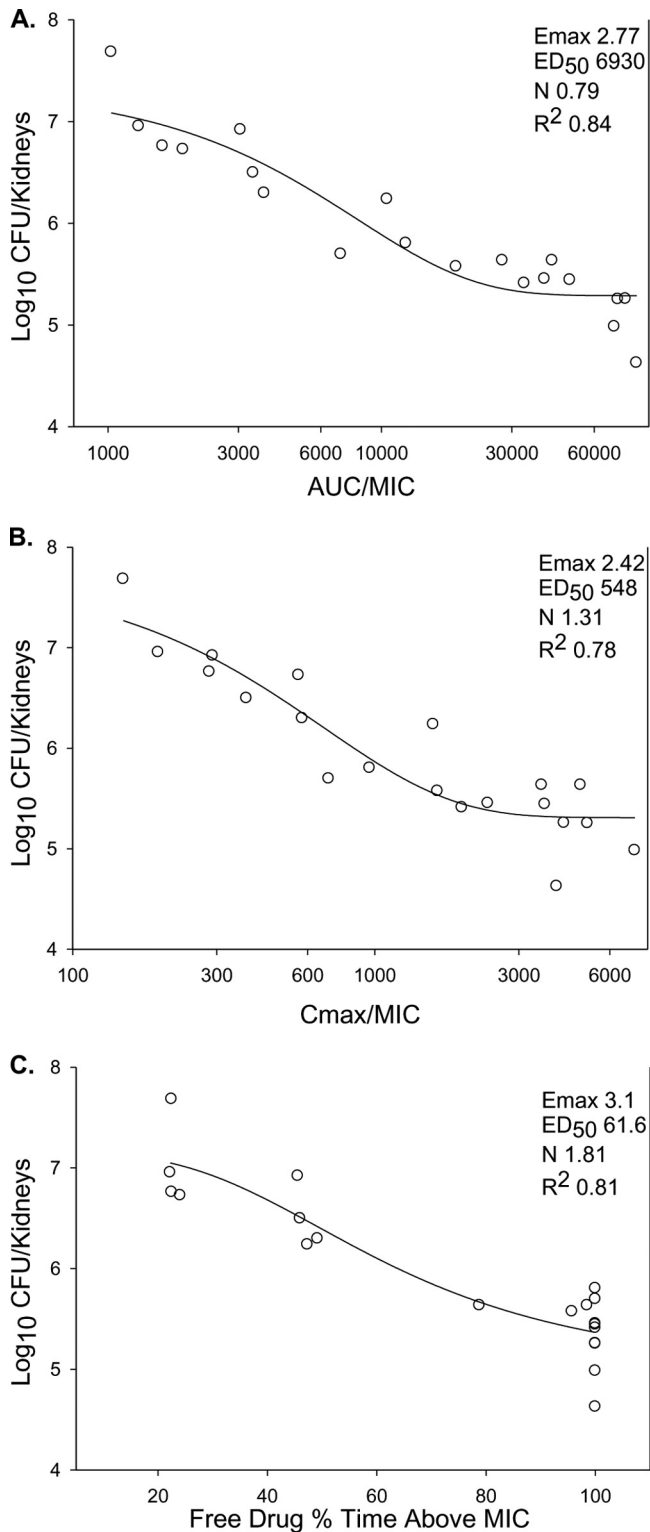 A.
8
7
6
5
4
Log10 CFU/Kidneys
Emax 2.77
ED50 6930
N 0.79
R2 0.84
1000 3000 6000 10000 30000 60000
AUC/MIC
B.
8
7
6
5
4
Log10 CFU/Kidneys
Emax 2.42
ED50 548
N 1.31
R2 0.78
100 300 600 1000 3000 6000
Cmax/MIC
C.
8
7
6
5
4
Log10 CFU/Kidneys
Emax 3.1
ED50 61.6
N 1.81
R2 0.81
20 40 60 80 100
Free Drug % Time Above MIC